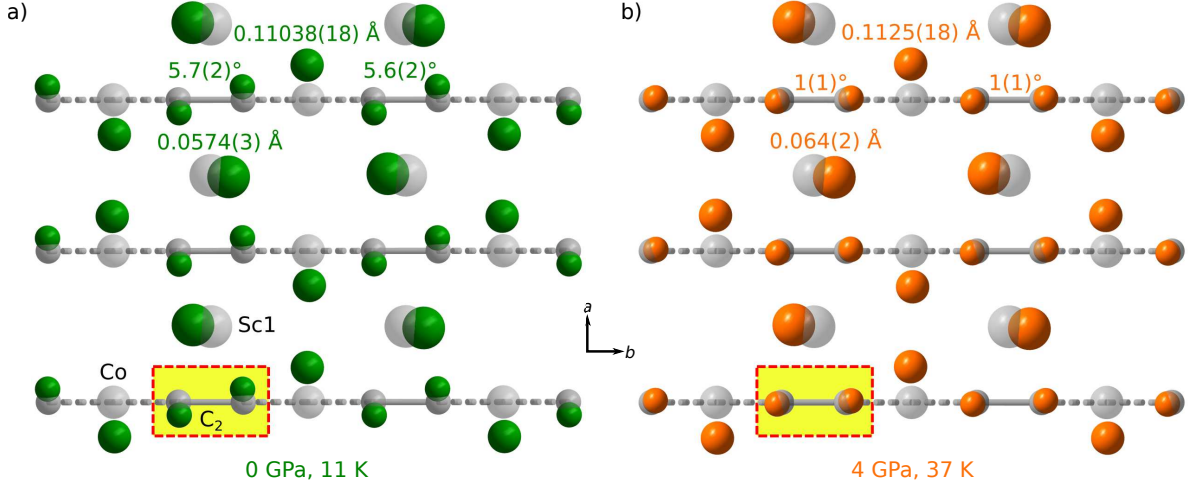 a)
0.11038(18) Å
5.7(2)°
5.6(2)°
0.0574(3) Å
Sc1
Co
C2
0 GPa, 11 K
a
b
b)
0.1125(18) Å
1(1)°
1(1)°
0.064(2) Å
4 GPa, 37 K